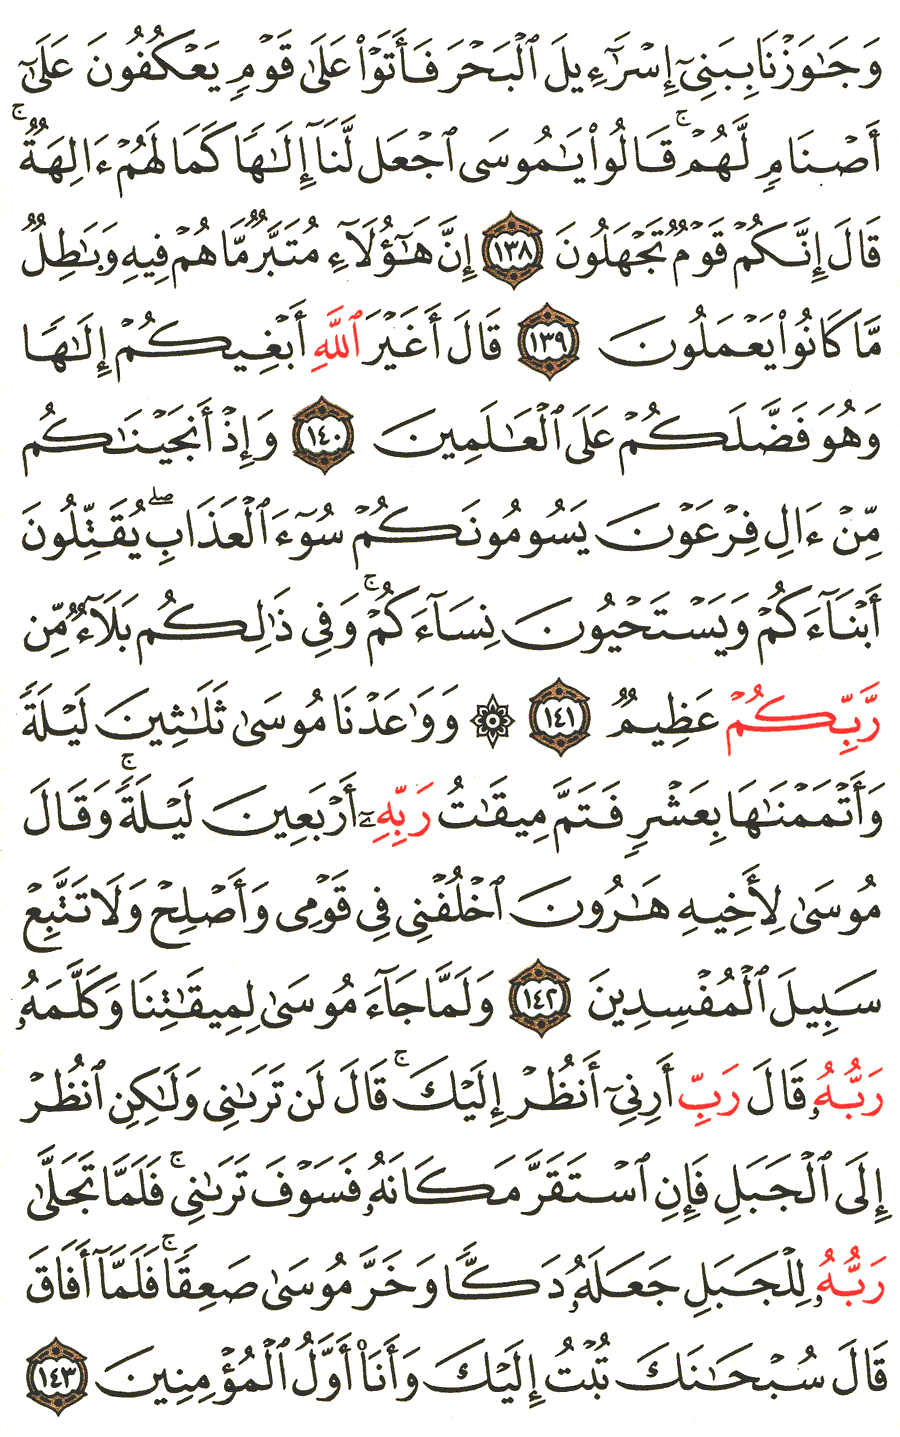 وَجَٰوَزۡنَا بِبَنِيٓ إِسۡرَٰٓءِيلَ ٱلۡبَحۡرَ فَأَتَوۡاْ عَلَىٰ قَوۡمٖ يَعۡكُفُونَ عَلَىٰٓ
أَصۡنَامٖ لَّهُمۡۚ قَالُواْ يَٰمُوسَى ٱجۡعَل لَّنَآ إِلَٰهٗا كَمَا لَهُمۡ ءَالِهَةٞۚ
قَالَ إِنَّكُمۡ قَوۡمٞ تَجۡهَلُونَ ١٣٨ إِنَّ هَٰٓؤُلَآءِ مُتَبَّرٞ مَّا هُمۡ فِيهِ وَبَٰطِلٞ
مَّا كَانُواْ يَعۡمَلُونَ ١٣٩ قَالَ أَغَيۡرَ ٱللَّهِ أَبۡغِيكُمۡ إِلَٰهٗا
وَهُوَ فَضَّلَكُمۡ عَلَى ٱلۡعَٰلَمِينَ ١٤٠ وَإِذۡ أَنجَيۡنَٰكُم
مِّنۡ ءَالِ فِرۡعَوۡنَ يَسُومُونَكُمۡ سُوٓءَ ٱلۡعَذَابِۖ يُقَتِّلُونَ
أَبۡنَآءَكُمۡ وَيَسۡتَحۡيُونَ نِسَآءَكُمۡۚ وَفِي ذَٰلِكُم بَلَآءٞ مِّن
رَّبِّكُمۡ عَظِيمٞ ١٤١ ۞ وَوَٰعَدۡنَا مُوسَىٰ ثَلَٰثِينَ لَيۡلَةٗ
وَأَتۡمَمۡنَٰهَا بِعَشۡرٖ فَتَمَّ مِيقَٰتُ رَبِّهِۦٓ أَرۡبَعِينَ لَيۡلَةٗۚ وَقَالَ
مُوسَىٰ لِأَخِيهِ هَٰرُونَ ٱخۡلُفۡنِي فِي قَوۡمِي وَأَصۡلِحۡ وَلَا تَتَّبِعۡ
سَبِيلَ ٱلۡمُفۡسِدِينَ ١٤٢ وَلَمَّا جَآءَ مُوسَىٰ لِمِيقَٰتِنَا وَكَلَّمَهُۥ
رَبُّهُۥ قَالَ رَبِّ أَرِنِيٓ أَنظُرۡ إِلَيۡكَۚ قَالَ لَن تَرَىٰنِي وَلَٰكِنِ ٱنظُرۡ
إِلَى ٱلۡجَبَلِ فَإِنِ ٱسۡتَقَرَّ مَكَانَهُۥ فَسَوۡفَ تَرَىٰنِيۚ فَلَمَّا تَجَلَّىٰ
رَبُّهُۥ لِلۡجَبَلِ جَعَلَهُۥ دَكّٗا وَخَرَّ مُوسَىٰ صَعِقٗاۚ فَلَمَّآ أَفَاقَ
قَالَ سُبۡحَٰنَكَ تُبۡتُ إِلَيۡكَ وَأَنَا۠ أَوَّلُ ٱلۡمُؤۡمِنِينَ ١٤٣